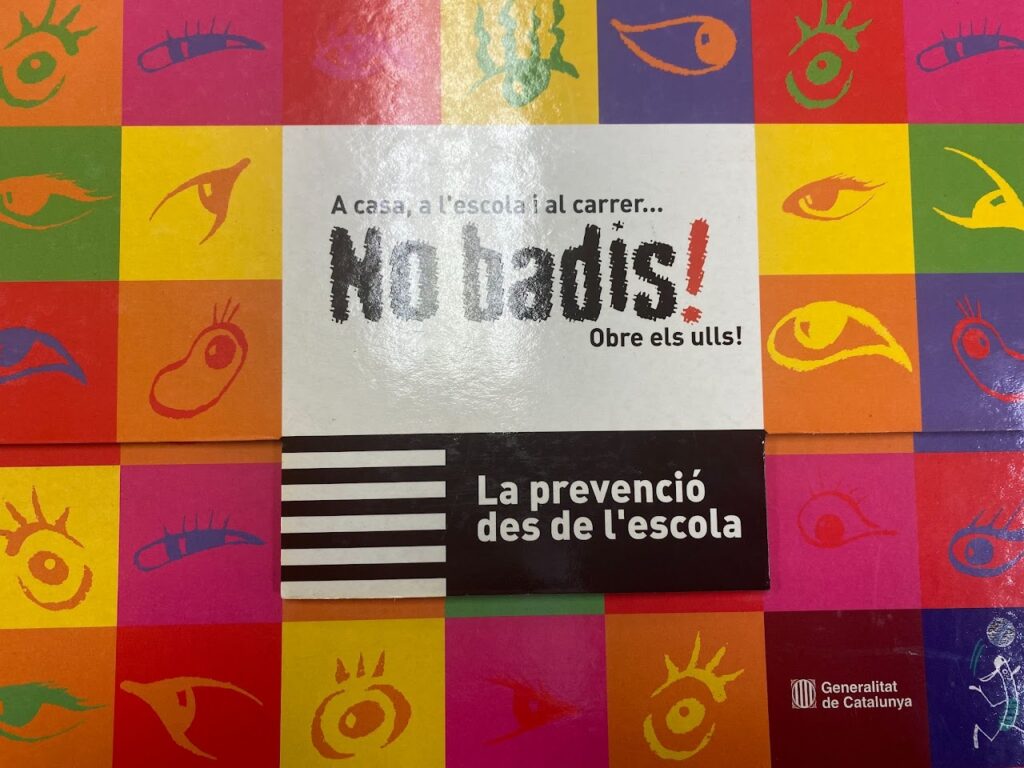 A casa, a l'escola i al carrer...
No badis!
Obre els ulls!
La prevenció
des de l'escola
Generalitat
de Catalunya